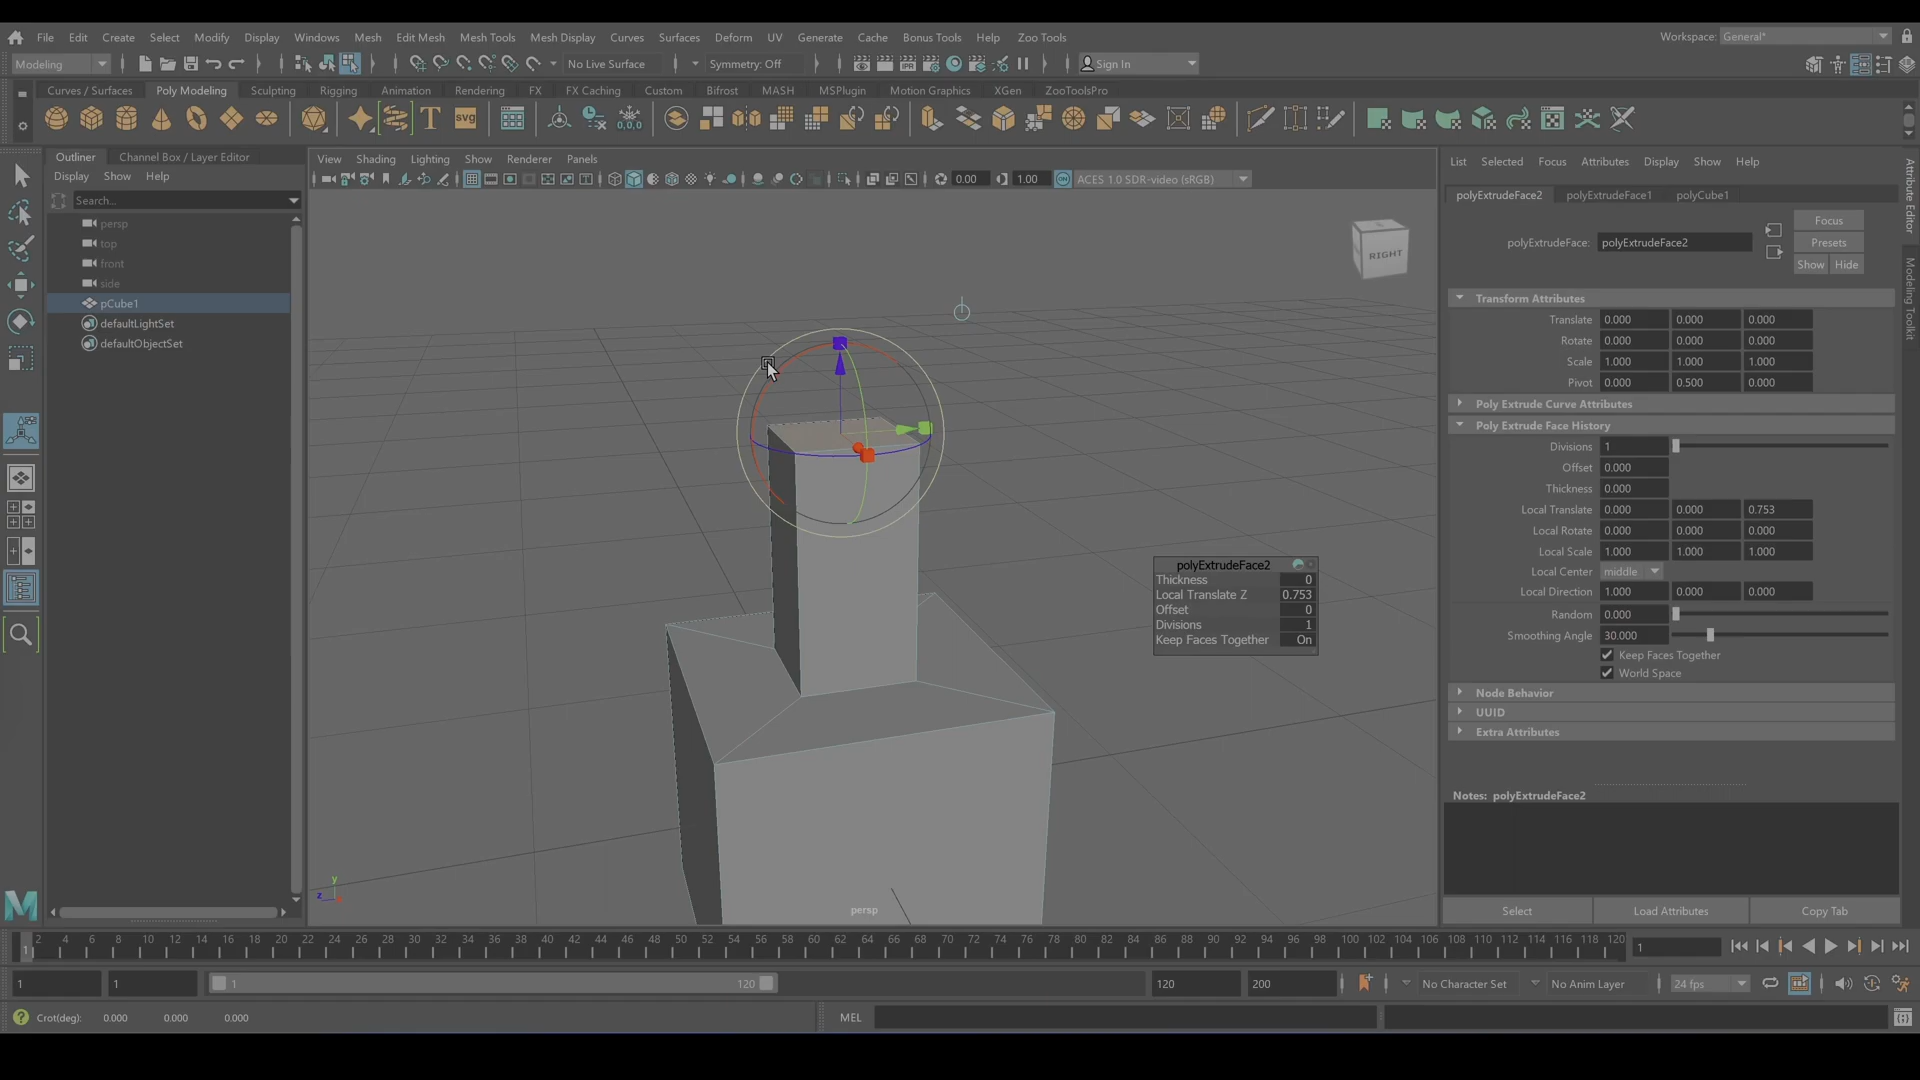 File Edit Create Select Modify Display Windows Mesh Edit Mesh Mesh Tools Mesh Display Curves Surfaces Deform UV Generate Cache Bonus Tools Help Zoo Tools
Workspace: General*
Modeling
No Live Surface
Symmetry: Off
Sign In
Curves / Surfaces Poly Modeling Sculpting Rigging Animation Rendering FX FX Caching Custom Bifrost MASH MSPlugin Motion Graphics XGen ZooToolsPro
T SVG 0,0,0
Outliner Channel Box / Layer Editor
Display Show Help
Search...
persp
top
front
side
pCube1
defaultLightSet
defaultObjectSet
View Shading Lighting Show Renderer Panels
0.00 1.00 ON ACES 1.0 SDR-video (sRGB)
RIGHT
polyExtrudeFace2
Thickness 0
Local Translate Z 0.753
Offset 0
Divisions 1
Keep Faces Together On
persp
y
z
List Selected Focus Attributes Display Show Help
polyExtrudeFace2 polyExtrudeFace1 polyCube1
Focus
polyExtrudeFace: polyExtrudeFace2
Presets
Show Hide
Transform Attributes
Translate 0.000 0.000 0.000
Rotate 0.000 0.000 0.000
Scale 1.000 1.000 1.000
Pivot 0.000 0.500 0.000
Poly Extrude Curve Attributes
Poly Extrude Face History
Divisions 1
Offset 0.000
Thickness 0.000
Local Translate 0.000 0.000 0.753
Local Rotate 0.000 0.000 0.000
Local Scale 1.000 1.000 1.000
Local Center middle
Local Direction 1.000 0.000 0.000
Random 0.000
Smoothing Angle 30.000
Keep Faces Together
World Space
Node Behavior
UUID
Extra Attributes
Notes: polyExtrudeFace2
Select Load Attributes Copy Tab
Attribute Editor
Modeling Toolkit
1 2 4 6 8 10 12 14 16 18 20 22 24 26 28 30 32 34 36 38 40 42 44 46 48 50 52 54 56 58 60 62 64 66 68 70 72 74 76 78 80 82 84 86 88 90 92 94 96 98 100 102 104 106 108 110 112 114 116 118 120
1
1 1 1 120 120 200 No Character Set No Anim Layer 24 fps
Crot(deg): 0.000 0.000 0.000
MEL